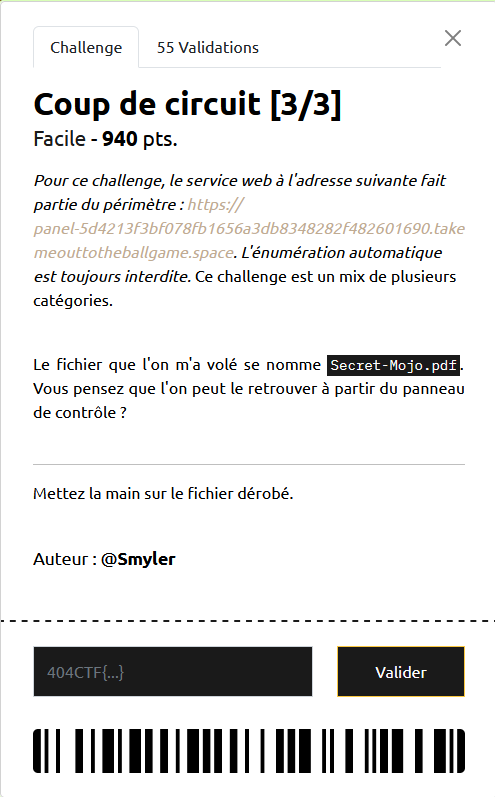 Challenge
55 Validations
Coup de circuit [3/3]
Facile - 940 pts.
Pour ce challenge, le service web à l'adresse suivante fait
partie du périmètre : https://
panel-5d4213f3bf078fb1656a3db8348282f482601690.take
meouttotheballgame.space. L'énumération automatique
est toujours interdite. Ce challenge est un mix de plusieurs
catégories.
Le fichier que l'on m'a volé se nomme Secret-Mojo.pdf.
Vous pensez que l'on peut le retrouver à partir du panneau
de contrôle ?
Mettez la main sur le fichier dérobé.
Auteur : @Smyler
404CTF{...}
Valider